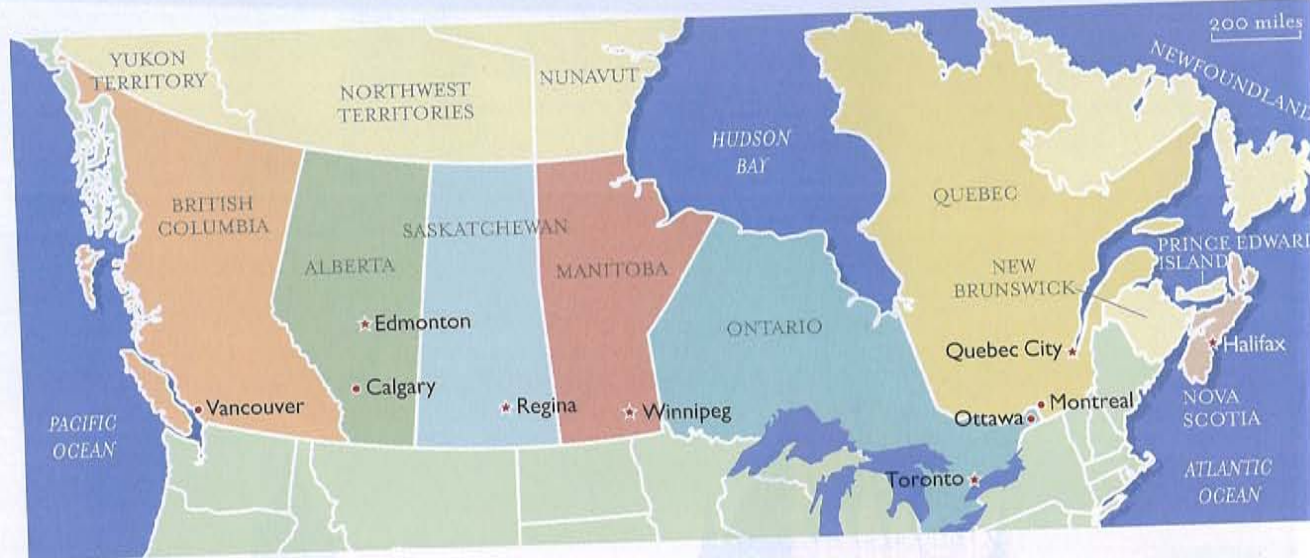 200 miles
YUKON
TERRITORY
NORTHWEST
TERRITORIES
NUNAVUT
NEWFOUNDLAND
HUDSON
BAY
BRITISH
COLUMBIA
ALBERTA
SASKATCHEWAN
MANITOBA
ONTARIO
QUEBEC
NEW
BRUNSWICK
PRINCE EDWARD
ISLAND
Edmonton
Calgary
Vancouver
Regina
Winnipeg
Quebec City
Halifax
Montreal
Ottawa
Toronto
NOVA
SCOTIA
PACIFIC
OCEAN
ATLANTIC
OCEAN